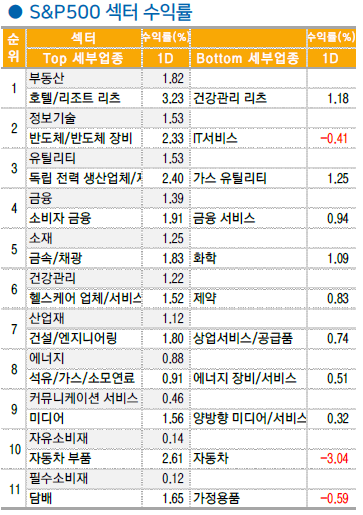 ● S&P500 섹터 수익률
순위 섹터 수익률(%) 수익률(%)
Top 세부업종 1D Bottom 세부업종 1D
1 부동산 1.82
호텔/리조트 리츠 3.23 건강관리 리츠 1.18
2 정보기술 1.53
반도체/반도체 장비 2.33 IT서비스 -0.41
3 유틸리티 1.53
독립 전력 생산업체/ 2.40 가스 유틸리티 1.25
4 금융 1.39
소비자 금융 1.91 금융 서비스 0.94
5 소재 1.25
금속/채광 1.83 화학 1.09
6 건강관리 1.22
헬스케어 업체/서비스 1.52 제약 0.83
7 산업재 1.12
건설/엔지니어링 1.80 상업서비스/공급품 0.74
8 에너지 0.88
석유/가스/소모연료 0.91 에너지 장비/서비스 0.51
9 커뮤니케이션 서비스 0.46
미디어 1.56 양방향 미디어/서비스 0.32
10 자유소비재 0.14
자동차 부품 2.61 자동차 -3.04
11 필수소비재 0.12
담배 1.65 가정용품 -0.59